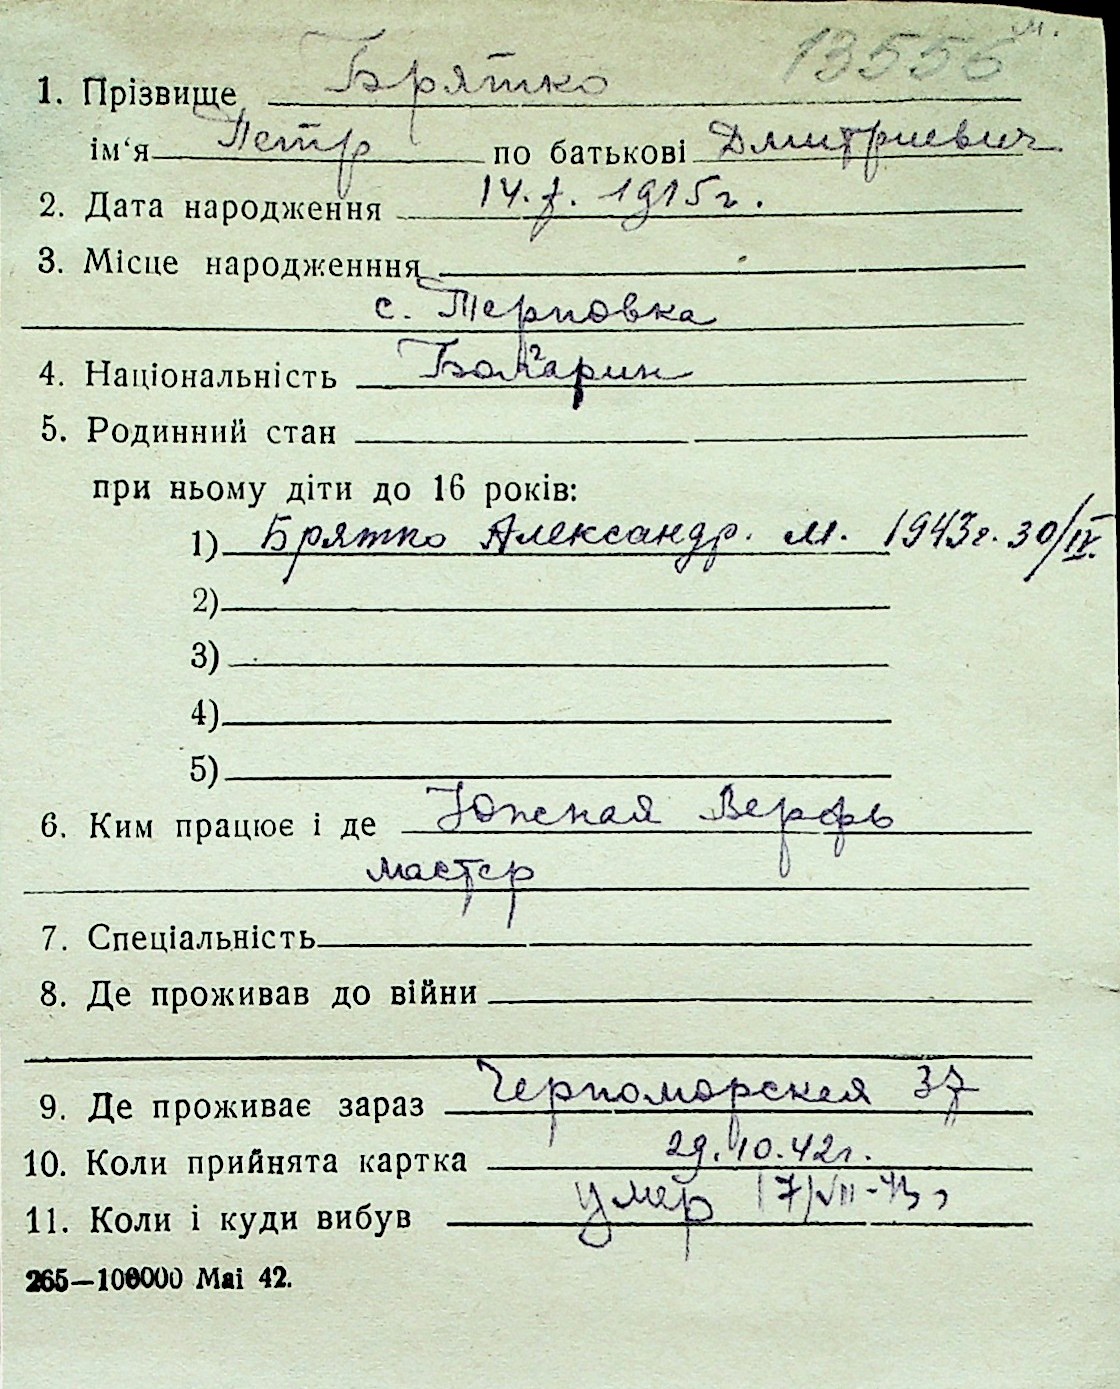 13556 м.
1. Прізвище Брятко
ім'я Петр по батькові Дмитриевич
2. Дата народження 14.7.1915г.
3. Місце народженння
с. Терновка
4. Національність Болгарин
5. Родинний стан
при ньому діти до 16 років:
1) Брятко Александр. м. 1943г. 30/IV.
2)
3)
4)
5)
6. Ким працює і де Южная Верфь
мастер
7. Спеціальність
8. Де проживав до війни
9. Де проживає зараз Черноморская 37
10. Коли прийнята картка 29.10.42г.
11. Коли і куди вибув умер 17/VII-43
265—100000 Маі 42.